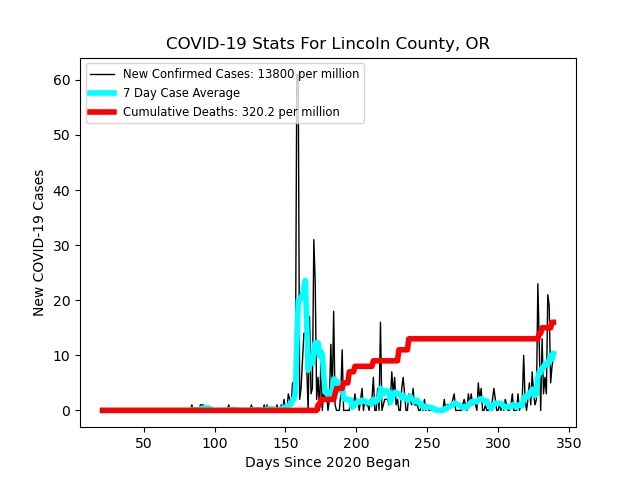 COVID-19 Stats For Lincoln County, OR
New Confirmed Cases: 13800 per million
7 Day Case Average
Cumulative Deaths: 320.2 per million
New COVID-19 Cases
60
50
40
30
20
10
0
50 100 150 200 250 300 350
Days Since 2020 Began